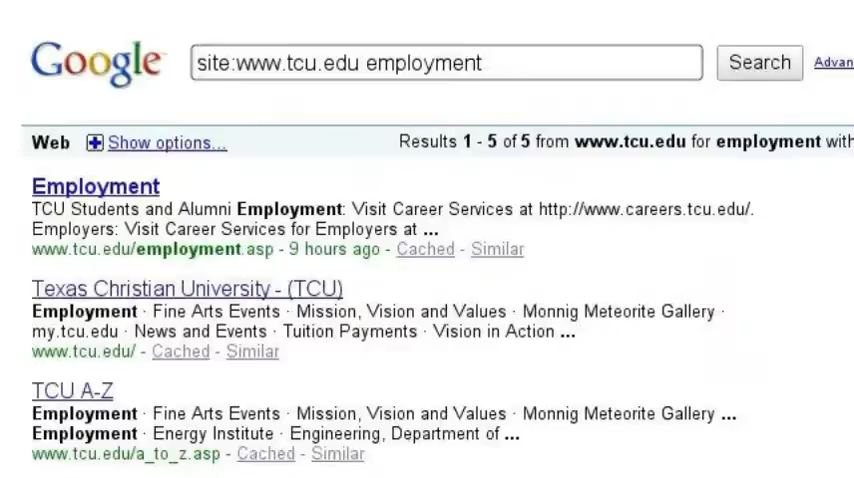 Google site:www.tcu.edu employment Search Advan
Web Show options... Results 1 - 5 of 5 from www.tcu.edu for employment with
Employment
TCU Students and Alumni Employment: Visit Career Services at http://www.careers.tcu.edu/.
Employers: Visit Career Services for Employers at ...
www.tcu.edu/employment.asp - 9 hours ago - Cached - Similar
Texas Christian University - (TCU)
Employment · Fine Arts Events · Mission, Vision and Values · Monnig Meteorite Gallery ·
my.tcu.edu · News and Events · Tuition Payments · Vision in Action ...
www.tcu.edu/ - Cached - Similar
TCU A-Z
Employment · Fine Arts Events · Mission, Vision and Values · Monnig Meteorite Gallery ...
Employment · Energy Institute · Engineering, Department of ...
www.tcu.edu/a_to_z.asp - Cached - Similar